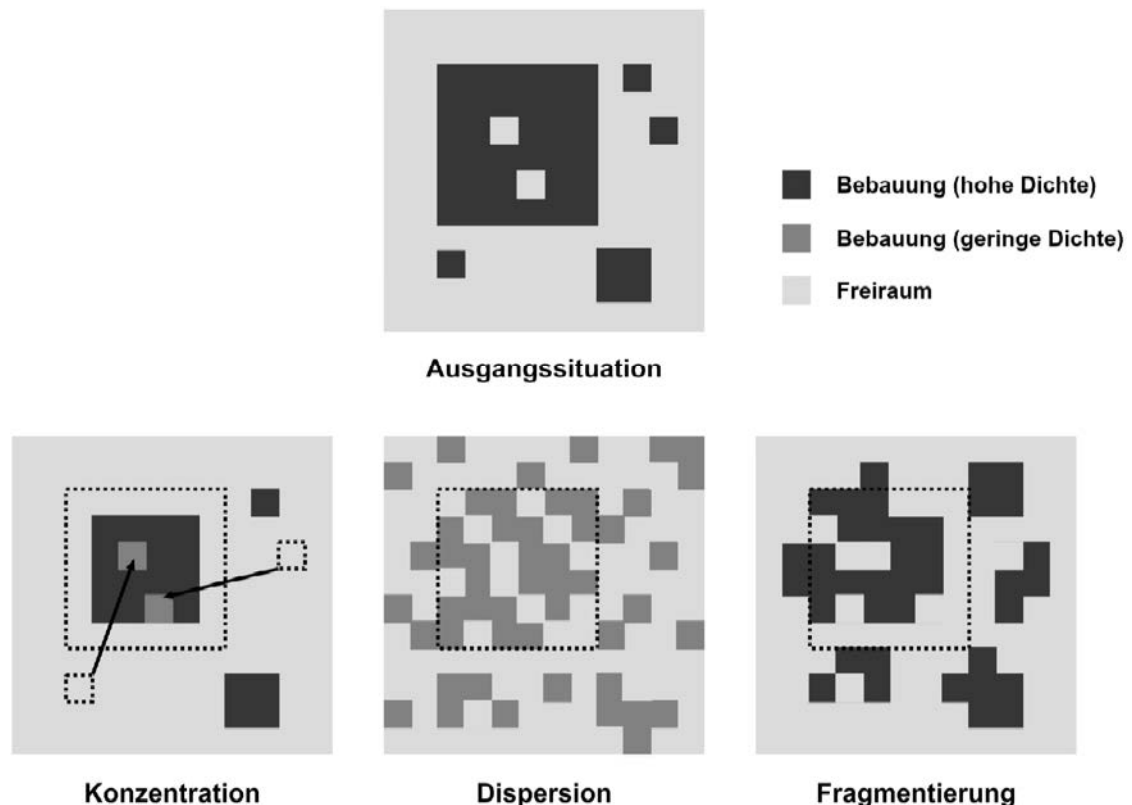 Bebauung (hohe Dichte)
Bebauung (geringe Dichte)
Freiraum
Ausgangssituation
Konzentration
Dispersion
Fragmentierung